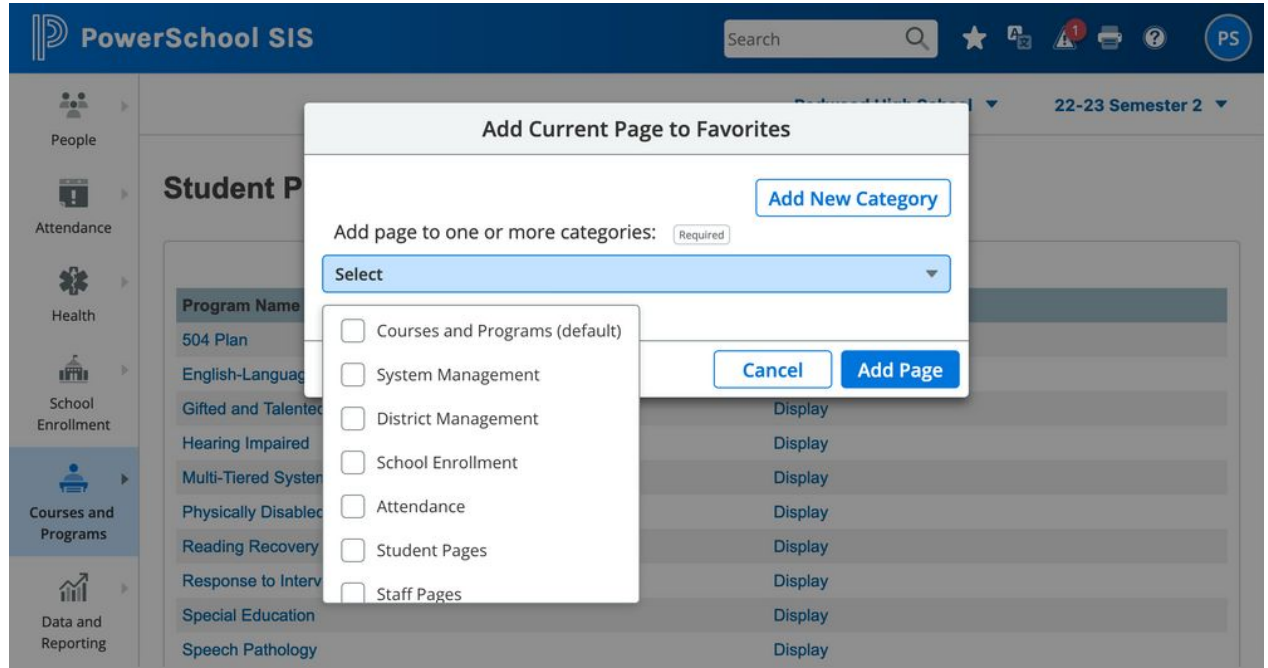 PowerSchool SIS
Search
1
PS
22-23 Semester 2
People
Attendance
Health
School
Enrollment
Courses and
Programs
Data and
Reporting
Student P
Add Current Page to Favorites
Add New Category
Add page to one or more categories: Required
Select
Courses and Programs (default)
System Management
District Management
School Enrollment
Attendance
Student Pages
Staff Pages
Cancel Add Page
Program Name
504 Plan
English-Languag
Gifted and Talented Display
Hearing Impaired Display
Multi-Tiered System Display
Physically Disabled Display
Reading Recovery Display
Response to Interv Display
Special Education Display
Speech Pathology Display